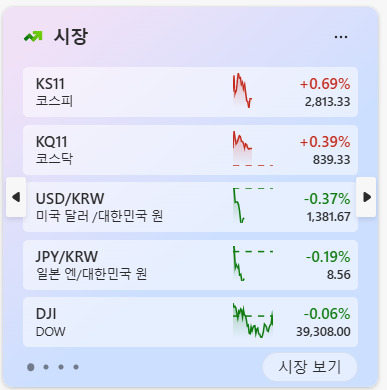 시장
...
KS11
+0.69%
코스피
2,813.33
KQ11
+0.39%
코스닥
839.33
USD/KRW
-0.37%
미국 달러 /대한민국 원
1,381.67
JPY/KRW
-0.19%
일본 엔/대한민국 원
8.56
DJI
-0.06%
DOW
39,308.00
시장 보기